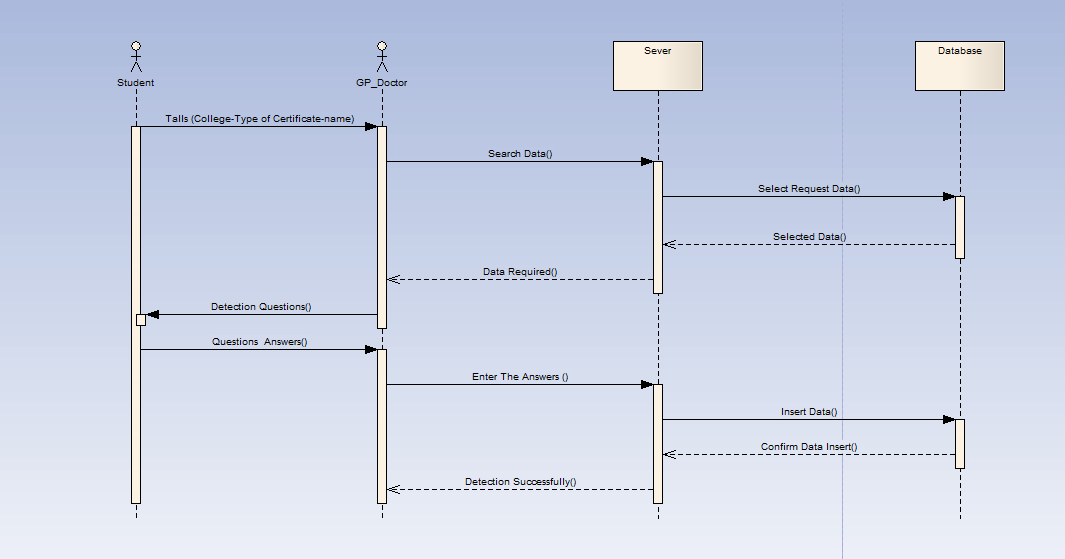 Student
GP_Doctor
Sever
Database
Talls (College-Type of Certificate-name)
Search Data()
Select Request Data()
Selected Data()
Data Required()
Detection Questions()
Questions  Answers()
Enter The Answers ()
Insert Data()
Confirm Data Insert()
Detection Successfully()